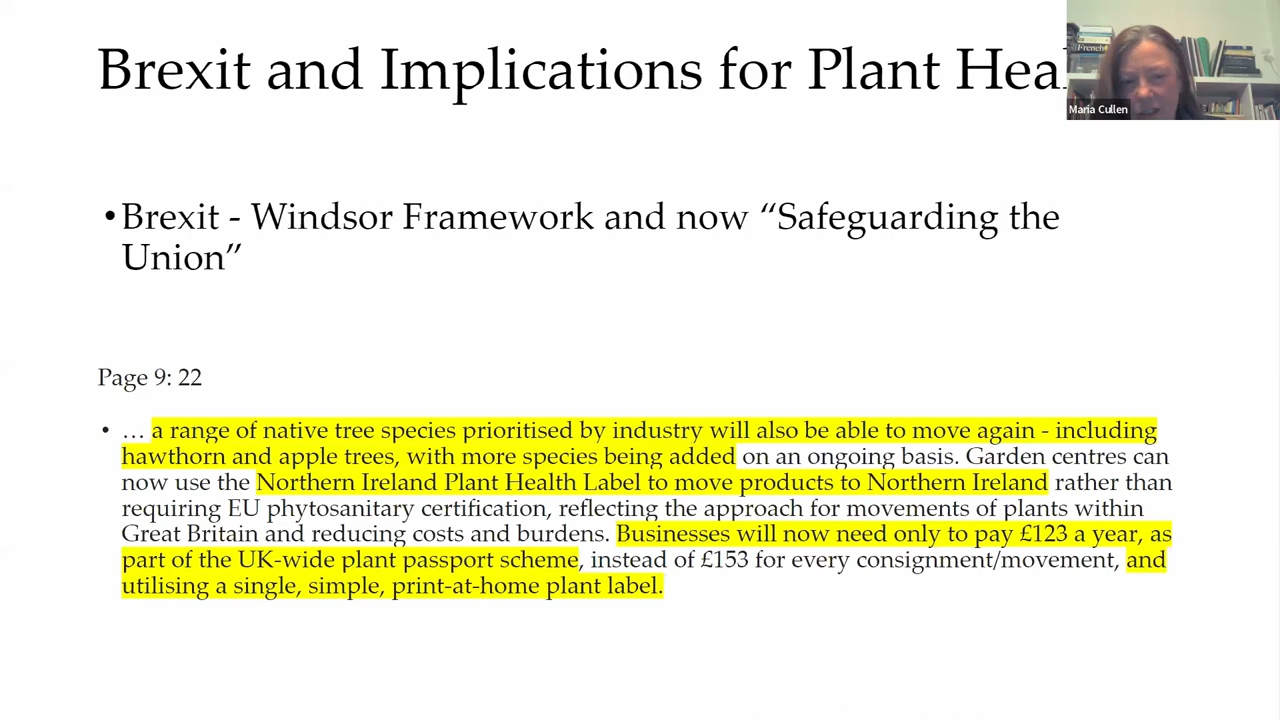 Brexit and Implications for Plant Hea
French
Maria Cullen
•Brexit - Windsor Framework and now “Safeguarding the
Union”
Page 9: 22
• … a range of native tree species prioritised by industry will also be able to move again - including
hawthorn and apple trees, with more species being added on an ongoing basis. Garden centres can
now use the Northern Ireland Plant Health Label to move products to Northern Ireland rather than
requiring EU phytosanitary certification, reflecting the approach for movements of plants within
Great Britain and reducing costs and burdens. Businesses will now need only to pay £123 a year, as
part of the UK-wide plant passport scheme, instead of £153 for every consignment/movement, and
utilising a single, simple, print-at-home plant label.